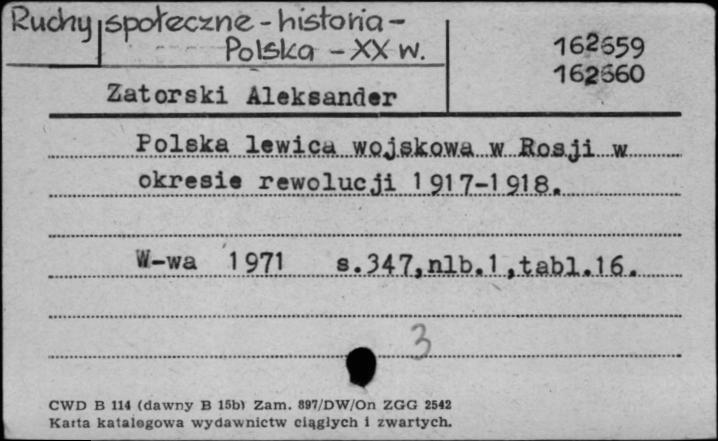 Ruchy społeczne - historia -
Polska - XX w.
162659
162660
Zatorski Aleksander
Polska lewica wojskowa w Rosji w
okresie rewolucji 1917-1918.
W-wa 1971 s.347,nlb.1,tabl.16.
3
CWD B 114 (dawny B 15b) Zam. 897/DW/On ZGG 2542
Karta katalogowa wydawnictw ciągłych i zwartych.